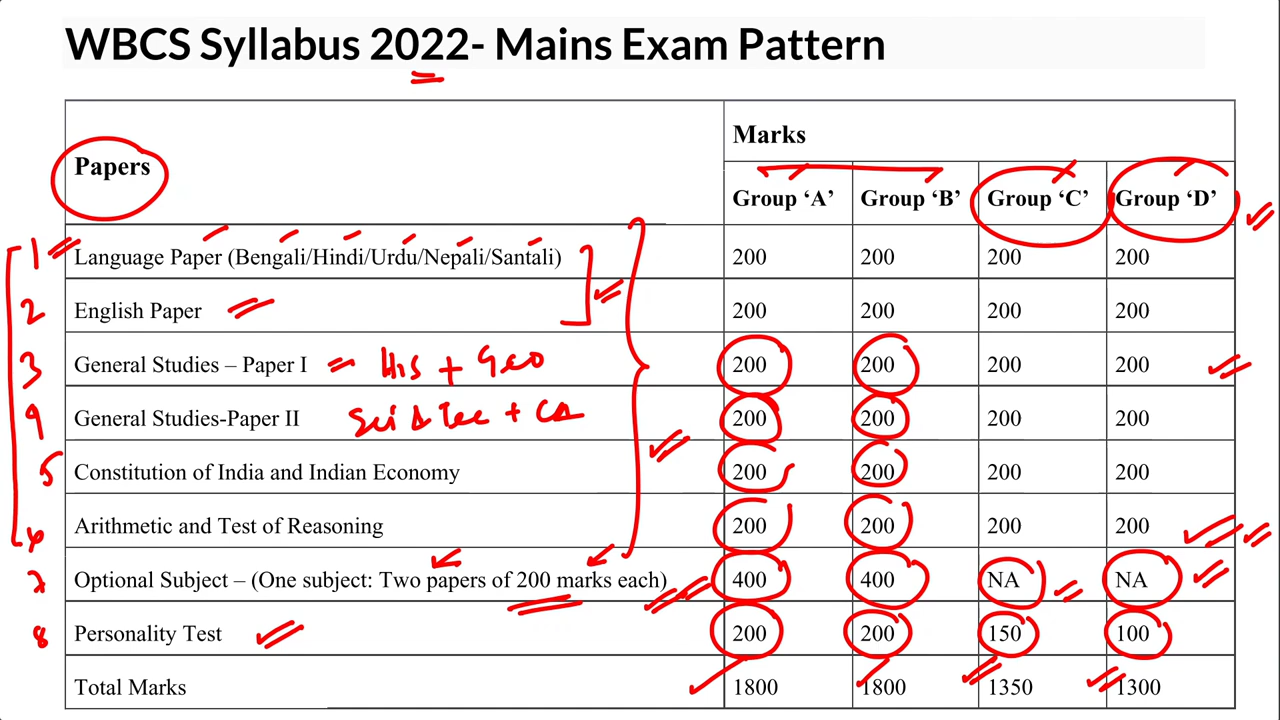 WBCS Syllabus 2022- Mains Exam Pattern
Papers Marks
Group ‘A’ Group ‘B’ Group ‘C’ Group ‘D’
1 Language Paper (Bengali/Hindi/Urdu/Nepali/Santali) 200 200 200 200
2 English Paper 200 200 200 200
3 General Studies – Paper I = His + Geo 200 200 200 200
4 General Studies-Paper II Sci & Tec + CA 200 200 200 200
5 Constitution of India and Indian Economy 200 200 200 200
6 Arithmetic and Test of Reasoning 200 200 200 200
7 Optional Subject – (One subject: Two papers of 200 marks each) 400 400 NA NA
8 Personality Test 200 200 150 100
Total Marks 1800 1800 1350 1300